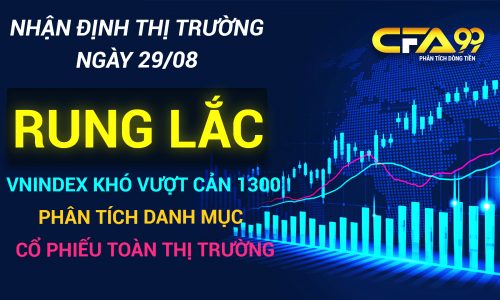 NHẬN ĐỊNH THỊ TRƯỜNG
NGÀY 29/08
CFA99
PHÂN TÍCH DÒNG TIỀN
RUNG LẮC
VNINDEX KHÓ VƯỢT CẢN 1300
PHÂN TÍCH DANH MỤC
CỔ PHIẾU TOÀN THỊ TRƯỜNG